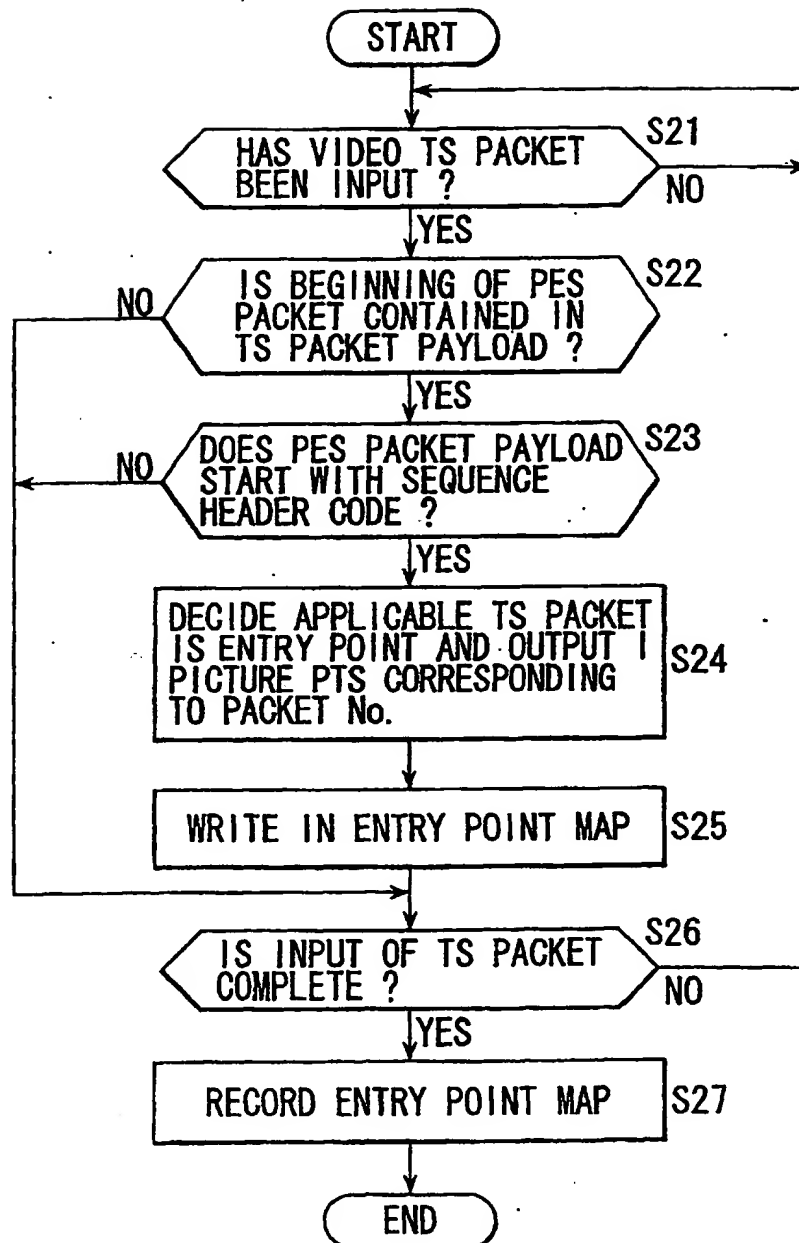 START
S21
HAS VIDEO TS PACKET
BEEN INPUT ?
NO
YES
S22
IS BEGINNING OF PES
PACKET CONTAINED IN
TS PACKET PAYLOAD ?
NO
YES
S23
DOES PES PACKET PAYLOAD
START WITH SEQUENCE
HEADER CODE ?
NO
YES
DECIDE APPLICABLE TS PACKET
IS ENTRY POINT AND OUTPUT I
PICTURE PTS CORRESPONDING
TO PACKET No.
S24
WRITE IN ENTRY POINT MAP
S25
S26
IS INPUT OF TS PACKET
COMPLETE ?
NO
YES
RECORD ENTRY POINT MAP
S27
END